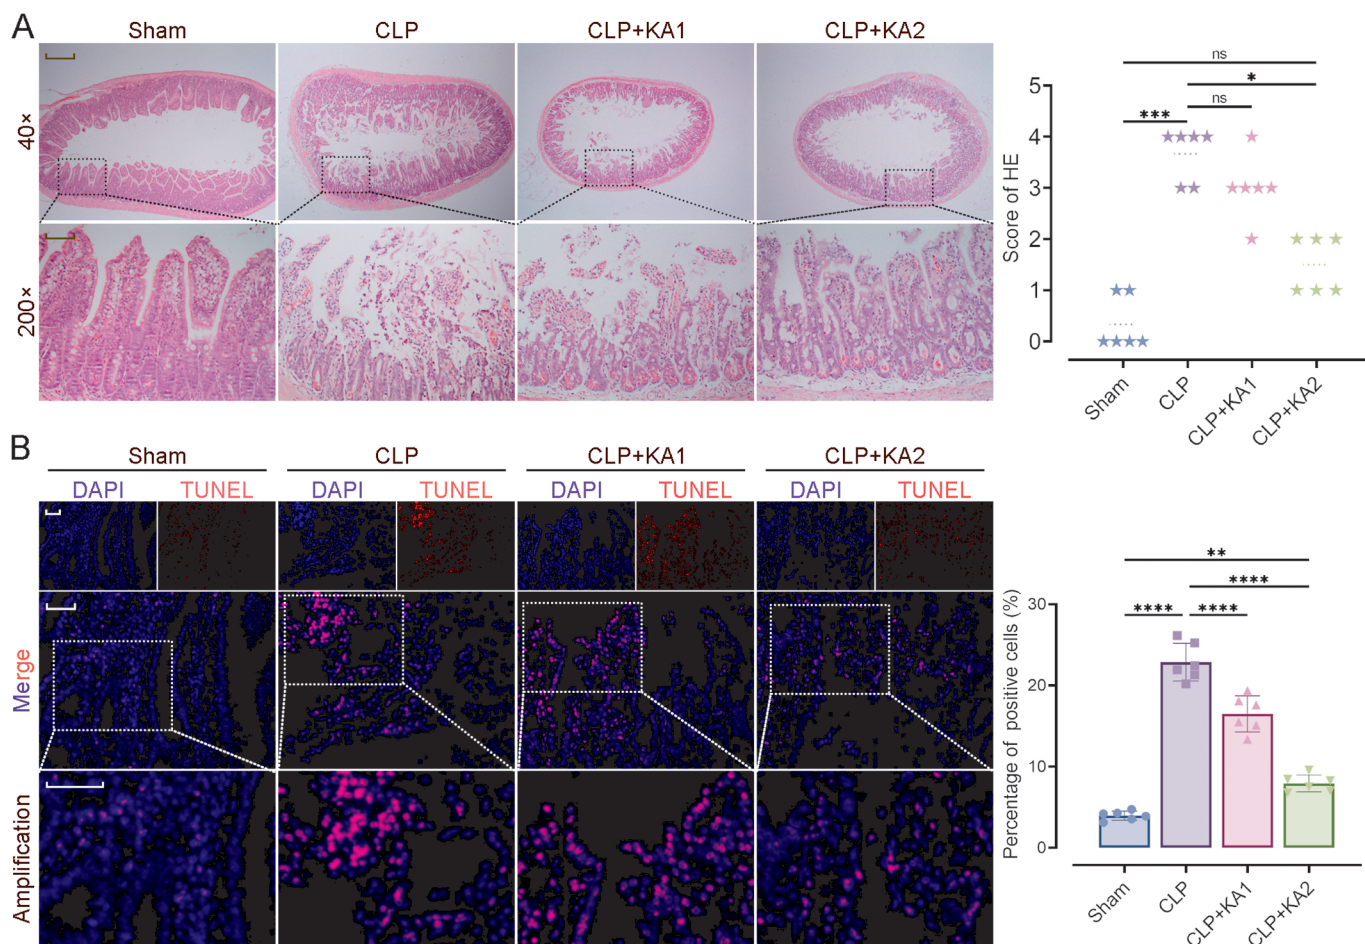 A
Sham CLP CLP+KA1 CLP+KA2
40×
200×
Score of HE
5
4
3
2
1
0
ns
*
ns
***
Sham
CLP
CLP+KA1
CLP+KA2
B
Sham CLP CLP+KA1 CLP+KA2
DAPI TUNEL DAPI TUNEL DAPI TUNEL DAPI TUNEL
Merge
Amplification
Percentage of positive cells (%)
30
20
10
0
**
****
**** ****
Sham
CLP
CLP+KA1
CLP+KA2